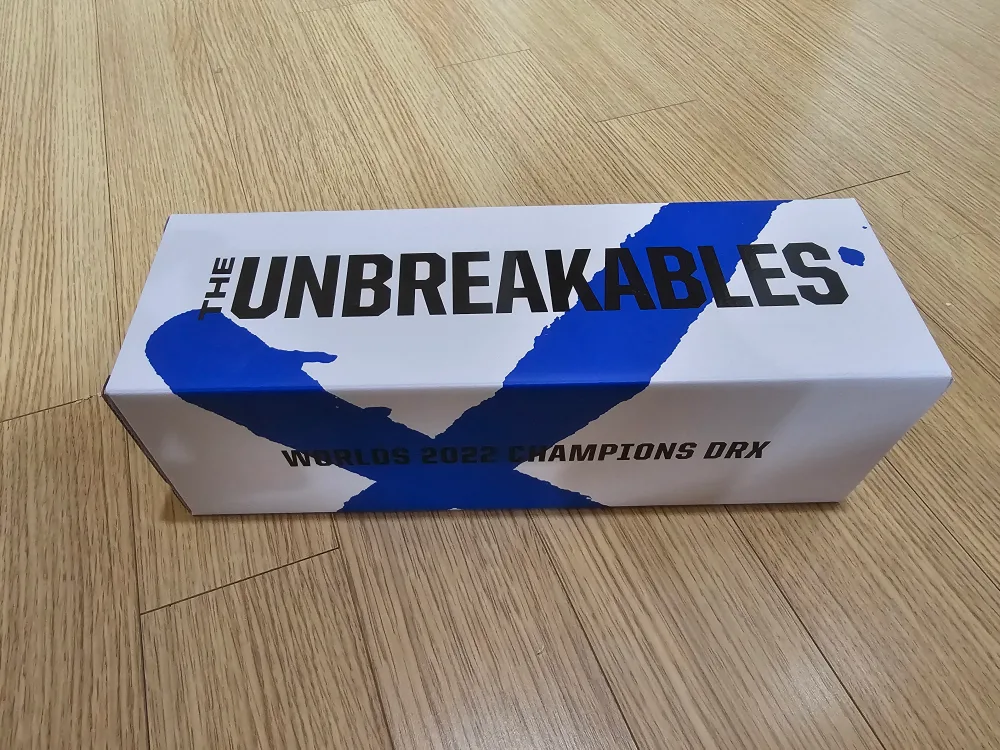 THE UNBREAKABLES
WORLDS 2022 CHAMPIONS DRX